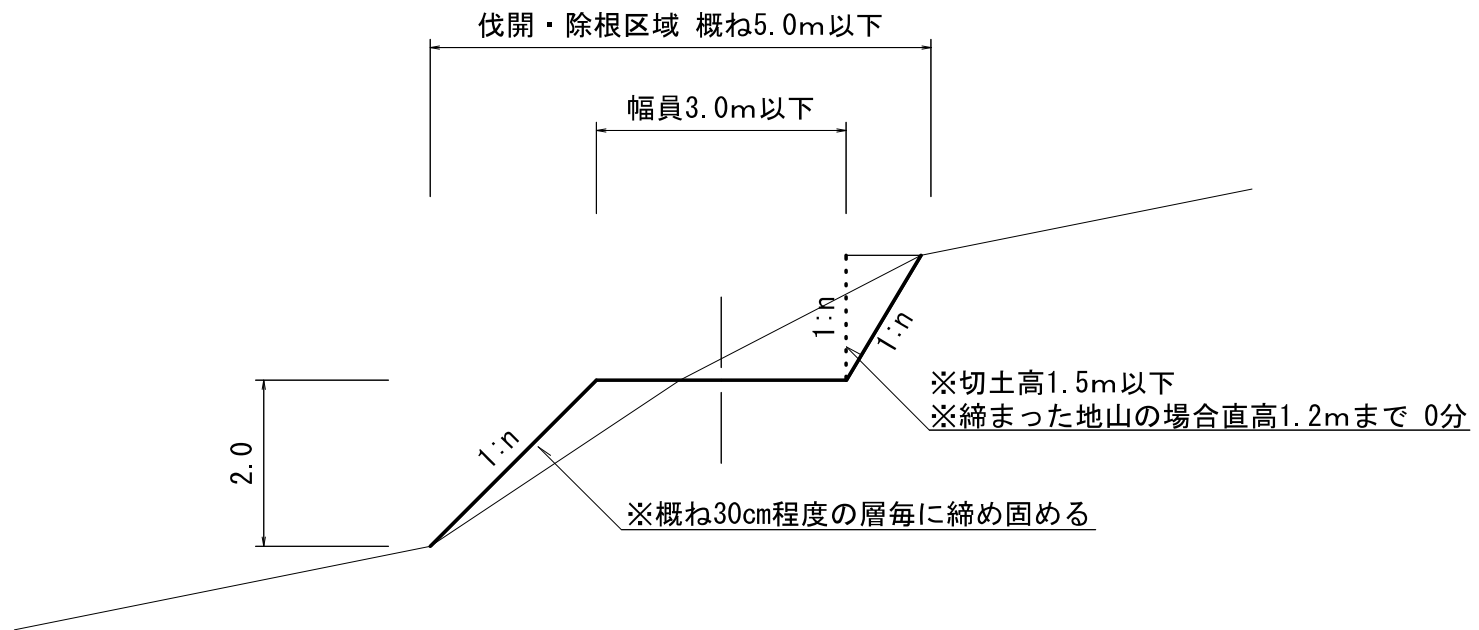 伐開・除根区域 概ね5.0m以下
幅員3.0m以下
1:n
1:n
※切土高1.5m以下
※締まった地山の場合直高1.2mまで 0分
2.0
1:n
※概ね30cm程度の層毎に締め固める